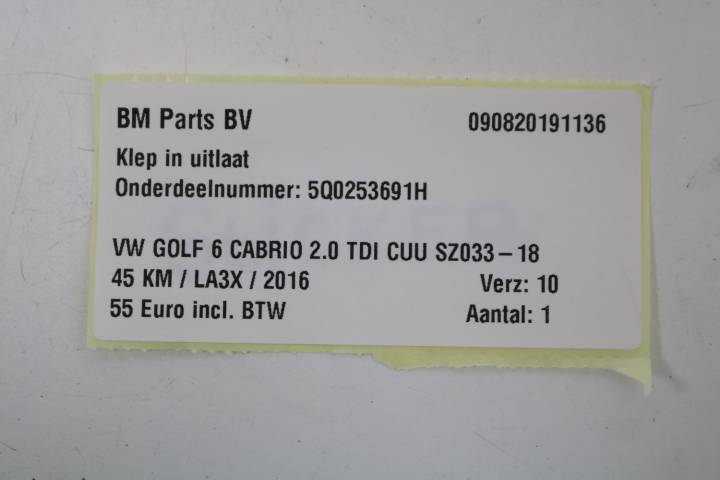 BM Parts BV 090820191136
Klep in uitlaat
Onderdeelnummer: 5Q0253691H
VW GOLF 6 CABRIO 2.0 TDI CUU SZ033-18
45 KM / LA3X / 2016 Verz: 10
55 Euro incl. BTW Aantal: 1